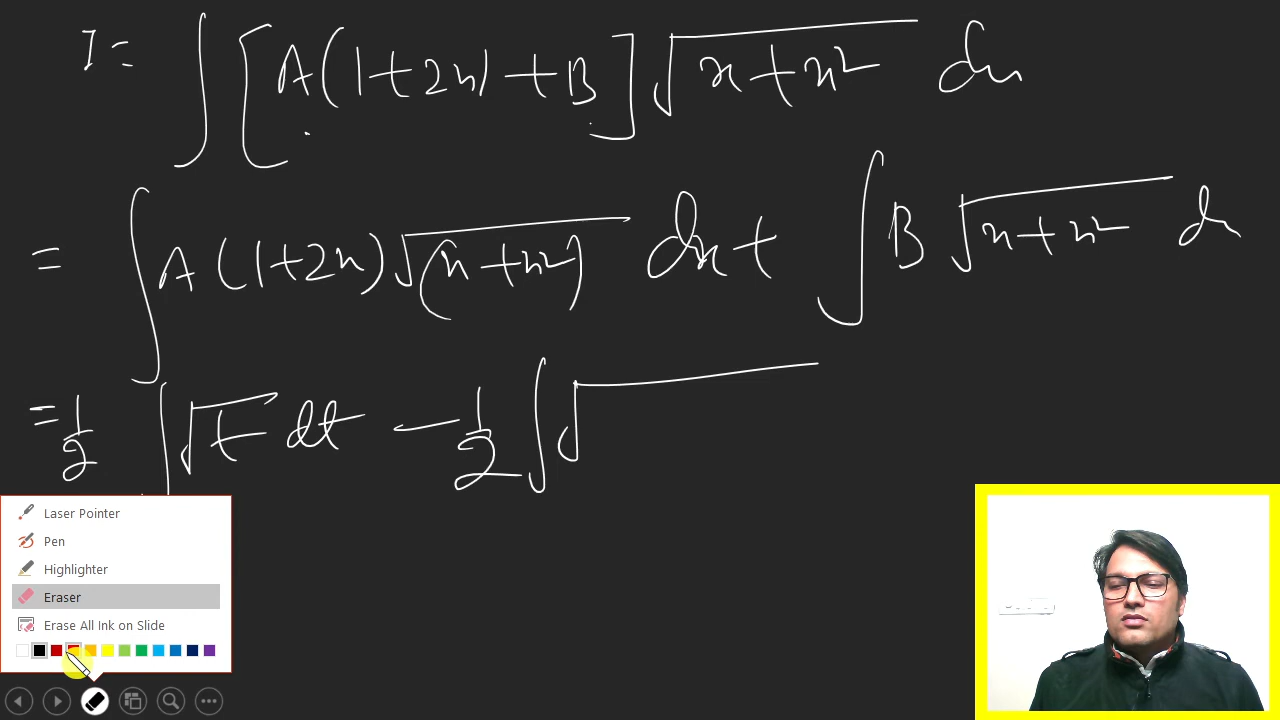 I = ∫ [A(1+2x) + B] √(x+x²) dx
= ∫ A(1+2x) √(x+x²) dx + ∫ B √(x+x²) dx
= 1/2 ∫ √t dt − 1/2 ∫ √
Laser Pointer
Pen
Highlighter
Eraser
Erase All Ink on Slide